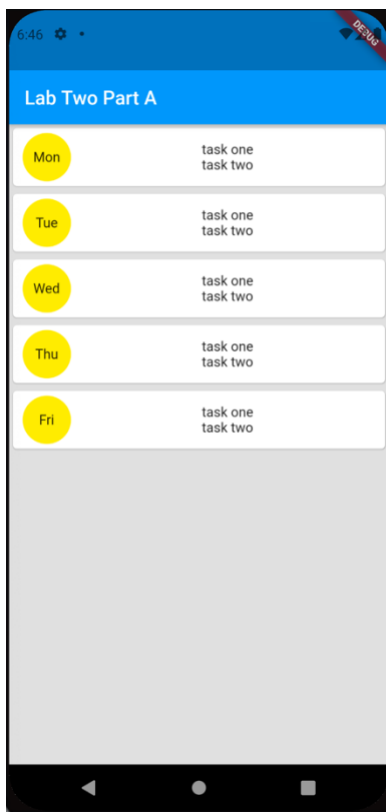 6:46
DEBUG
Lab Two Part A
Mon
task one
task two
Tue
task one
task two
Wed
task one
task two
Thu
task one
task two
Fri
task one
task two